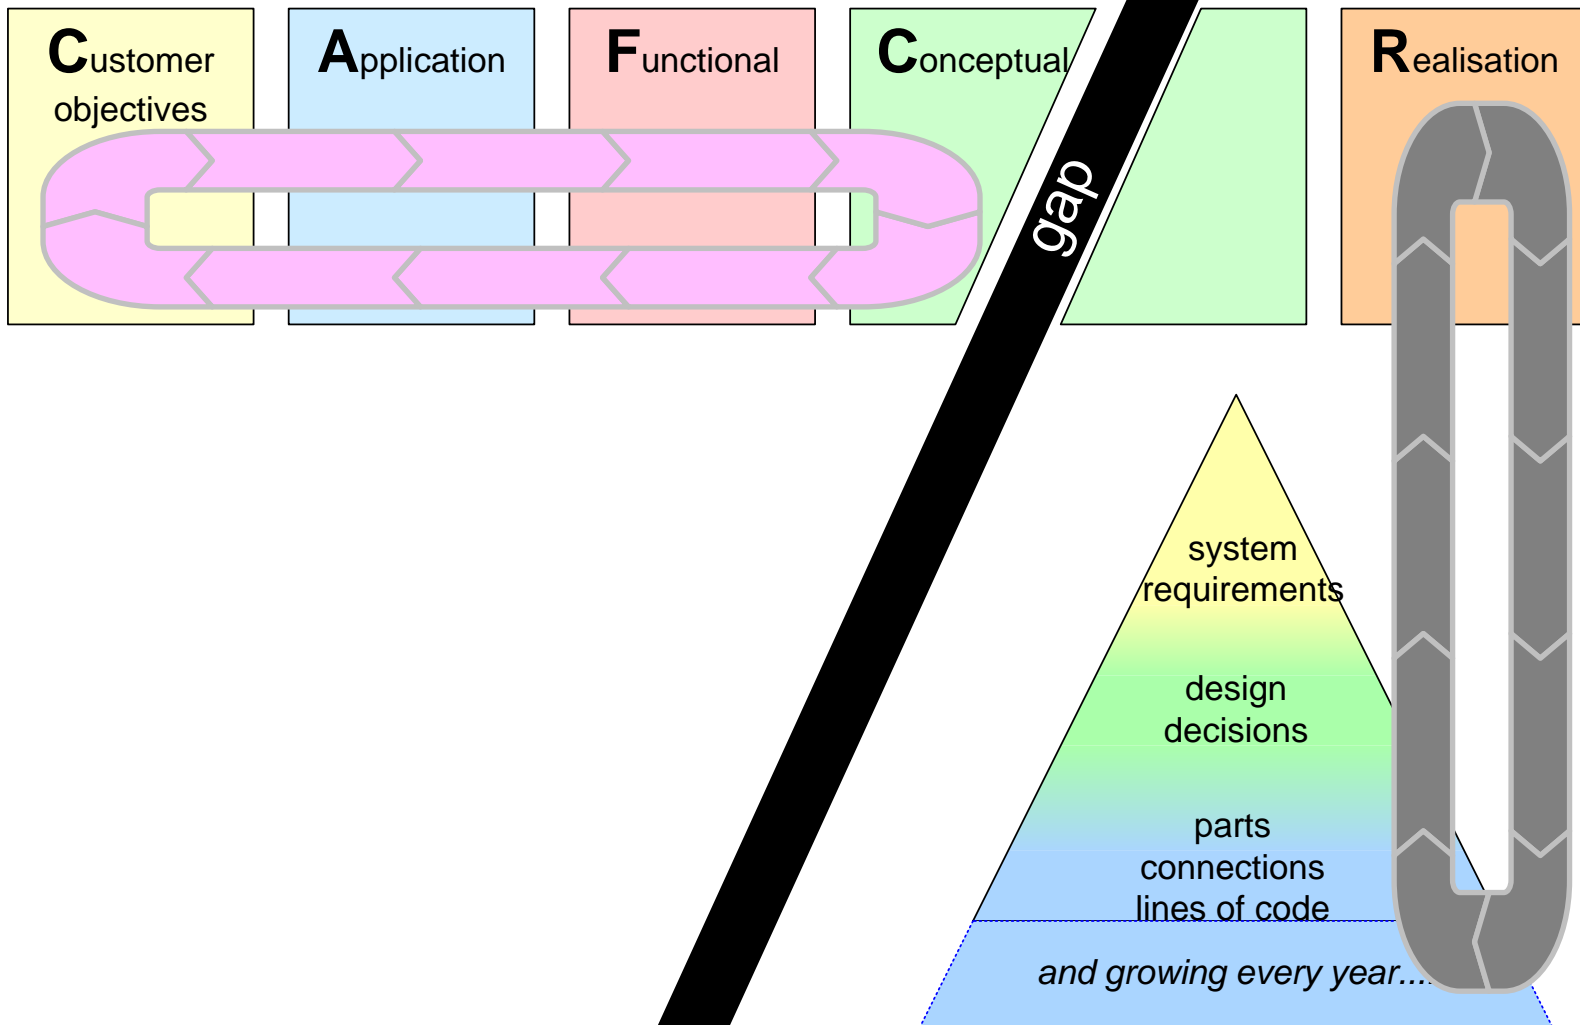 Customer
objectives
Application
Functional
Conceptual
Realisation
gap
system
requirements
design
decisions
parts
connections
lines of code
and growing every year....